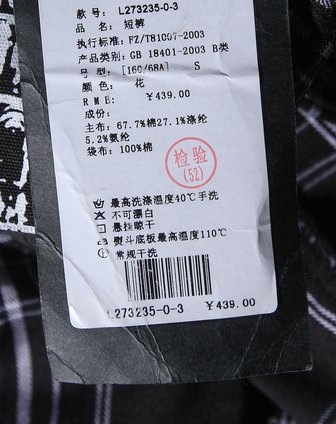 款号： L273235-0-3
品 名： 短裤
执行标准：FZ/T81007-2003
产品类别：GB 18401-2003 B类
号 型：[160/68A] S
颜 色： 花
RMB： ￥439.00
成份：
主布：67.7%棉27.1%涤纶
5.2%氨纶
袋布：100%棉
检验
(52)
最高洗涤温度40℃手洗
不可漂白
悬挂晾干
熨斗底板最高温度110℃
常规干洗
L273235-0-3 ￥439.00